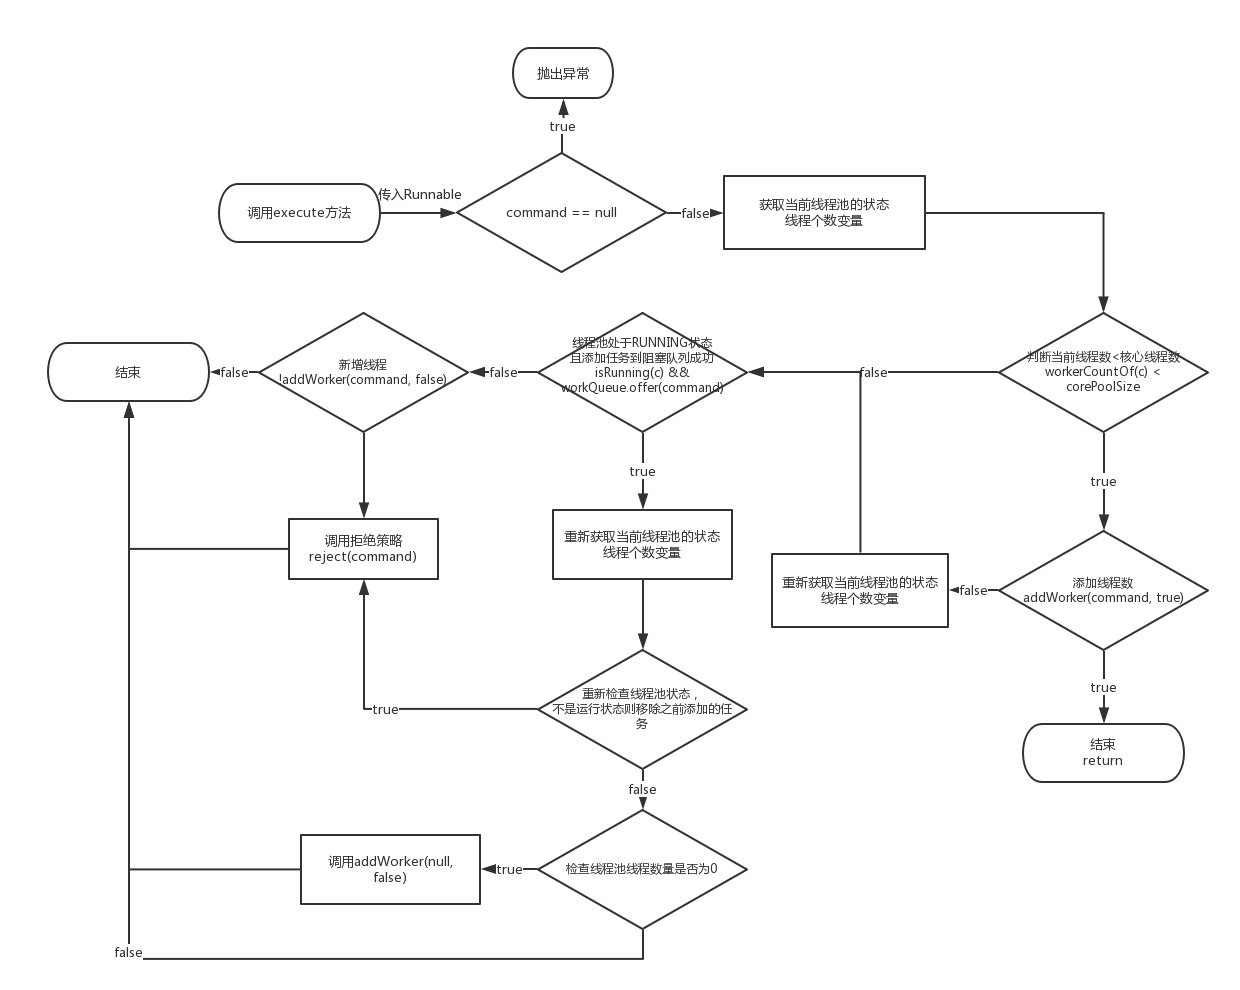 抛出异常
true
调用execute方法
传入Runnable
command == null
false
获取当前线程池的状态
线程个数变量
结束
false
新增线程
!addWorker(command, false)
false
线程池处于RUNNING状态
且添加任务到阻塞队列成功
isRunning(c) &&
workQueue.offer(command)
false
判断当前线程数<核心线程数
workerCountOf(c) <
corePoolSize
true
true
调用拒绝策略
reject(command)
重新获取当前线程池的状态
线程个数变量
重新获取当前线程池的状态
线程个数变量
false
添加线程数
addWorker(command, true)
true
重新检查线程池状态，
不是运行状态则移除之前添加的任
务
true
结束
return
false
调用addWorker(null,
false)
true
检查线程池线程数量是否为0
false